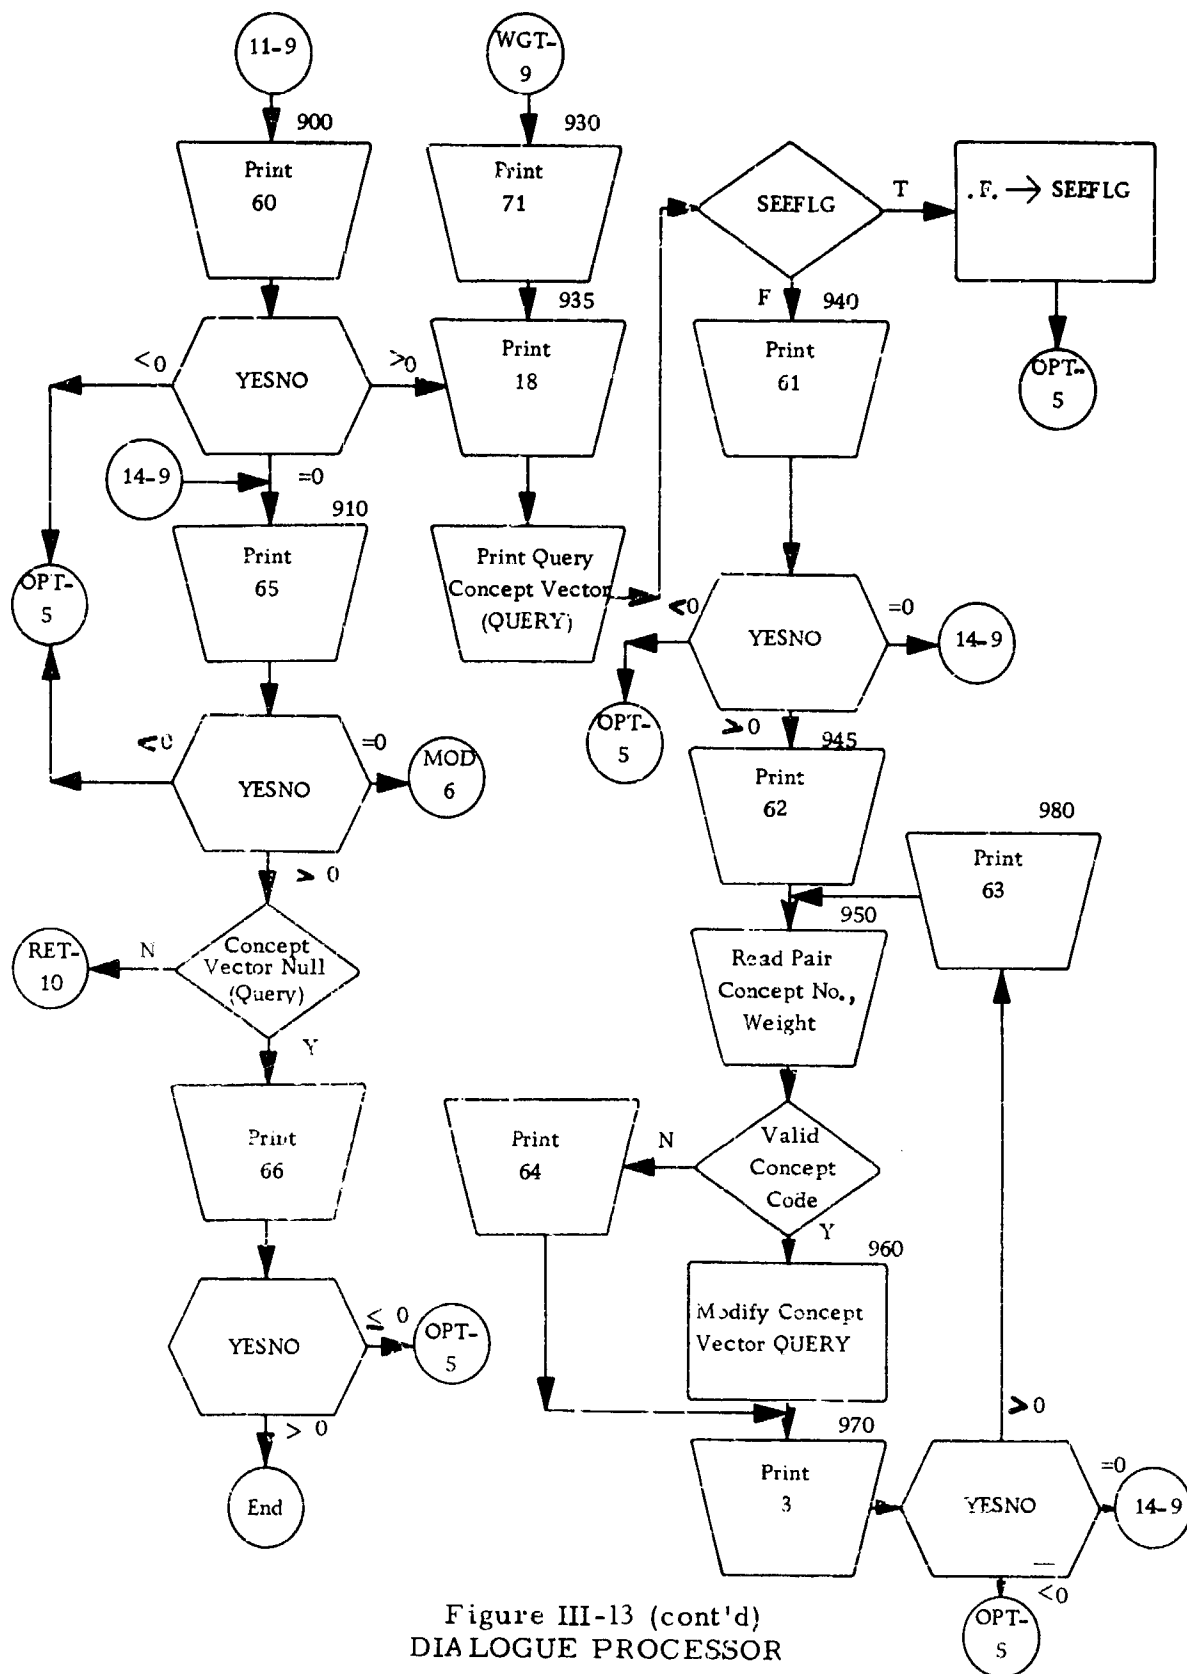 11-9
900
Print
60
<0
YESNO
>0
14-9
=0
910
Print
65
OPT-
5
<0
YESNO
=0
MOD
6
> 0
Concept
Vector Null
(Query)
N
RET-
10
Y
Print
66
YESNO
≤ 0
OPT-
5
> 0
End
WGT-
9
930
Print
71
935
Print
18
Print Query
Concept Vector
(QUERY)
SEEFLG
T
.F. → SEEFLG
OPT-
5
F
940
Print
61
<0
YESNO
=0
14-9
OPT-
5
>0
945
Print
62
980
Print
63
950
Read Pair
Concept No.,
Weight
Valid
Concept
Code
N
Print
64
Y
960
Modify Concept
Vector QUERY
970
Print
3
>0
YESNO
=0
14-9
<0
OPT-
5
Figure III-13 (cont'd)
DIALOGUE PROCESSOR